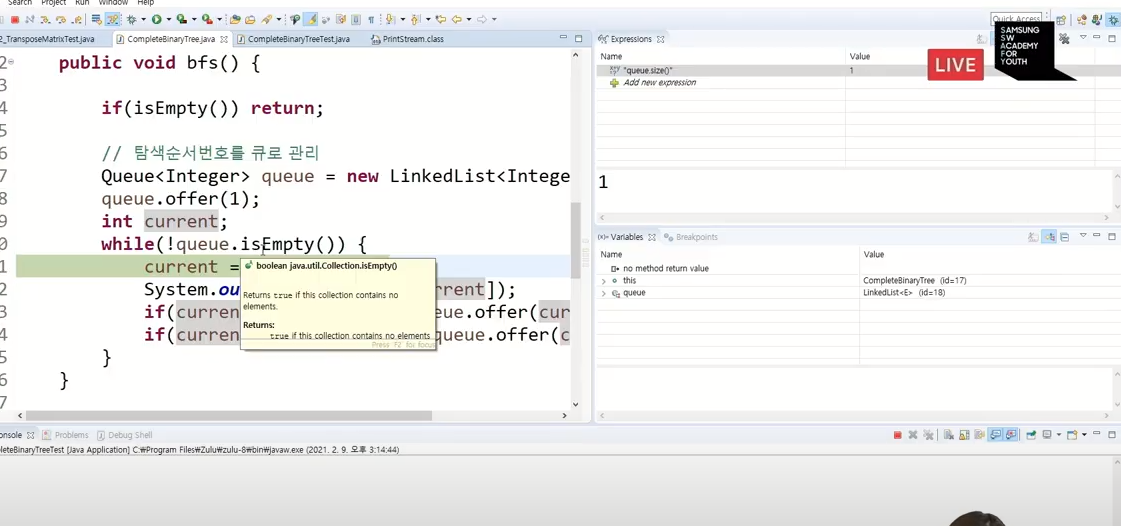 Search Project Run Window Help
Quick Access
2_TransposeMatrixTest.java CompleteBinaryTree.java CompleteBinaryTreeTest.java PrintStream.class
public void bfs() {
if(isEmpty()) return;
// 탐색순서번호를 큐로 관리
Queue<Integer> queue = new LinkedList<Intege
queue.offer(1);
int current;
while(!queue.isEmpty()) {
current =
System.ou rrent]);
if(curren ue.offer(cur
if(curren queue.offer(c
}
}
boolean java.util.Collection.isEmpty()
Returns true if this collection contains no
elements.
Returns:
true if this collection contains no elements
Press 'F2' for focus
Expressions
Name Value
"queue.size()" 1
Add new expression
1
LIVE
SAMSUNG
SW
ACADEMY
FOR
YOUTH
Variables Breakpoints
Name Value
no method return value
this CompleteBinaryTree (id=17)
queue LinkedList<E> (id=18)
onsole Problems Debug Shell
pleteBinaryTreeTest [Java Application] C:₩Program Files₩Zulu₩zulu-8₩bin₩javaw.exe (2021. 2. 9. 오후 3:14:44)